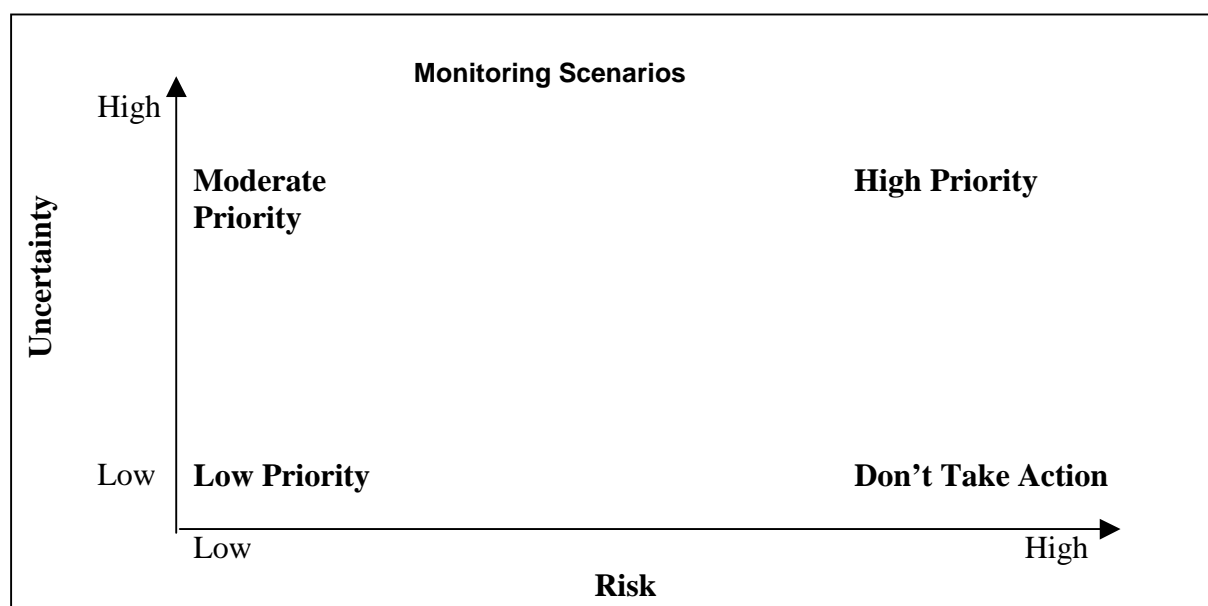 Monitoring Scenarios
High
Moderate
Priority
High Priority
Uncertainty
Low
Low Priority
Don’t Take Action
Low
High
Risk